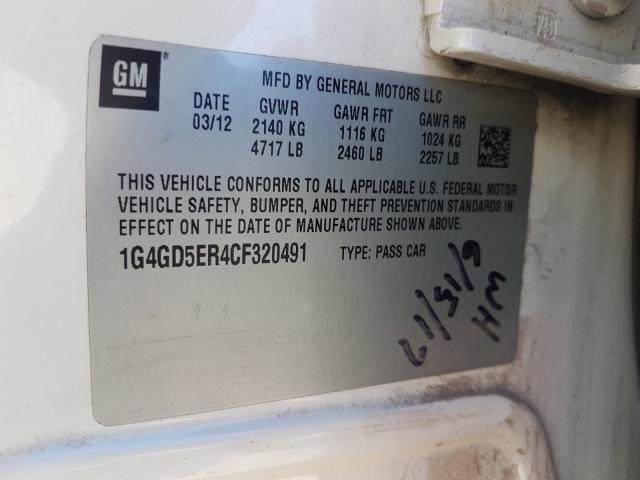 GM
MFD BY GENERAL MOTORS LLC
DATE GVWR GAWR FRT GAWR RR
03/12 2140 KG 1116 KG 1024 KG
4717 LB 2460 LB 2257 LB
THIS VEHICLE CONFORMS TO ALL APPLICABLE U.S. FEDERAL MOTOR
VEHICLE SAFETY, BUMPER, AND THEFT PREVENTION STANDARDS IN
EFFECT ON THE DATE OF MANUFACTURE SHOWN ABOVE.
1G4GD5ER4CF320491 TYPE: PASS CAR